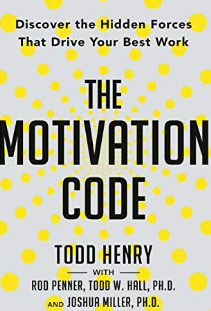 Discover the Hidden Forces
That Drive Your Best Work
THE
MOTIVATION
CODE
TODD HENRY
WITH
ROD PENNER, TODD W. HALL, PH.D.
AND JOSHUA MILLER, PH.D.